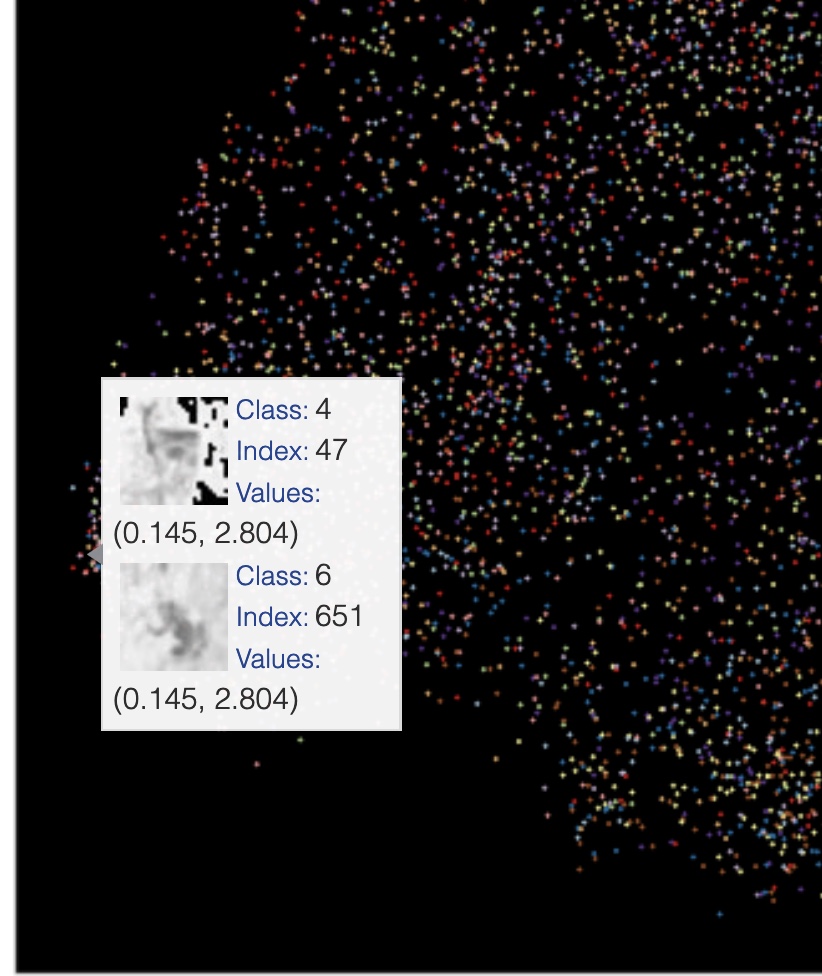 Class: 4
Index: 47
Values:
(0.145, 2.804)
Class: 6
Index: 651
Values:
(0.145, 2.804)